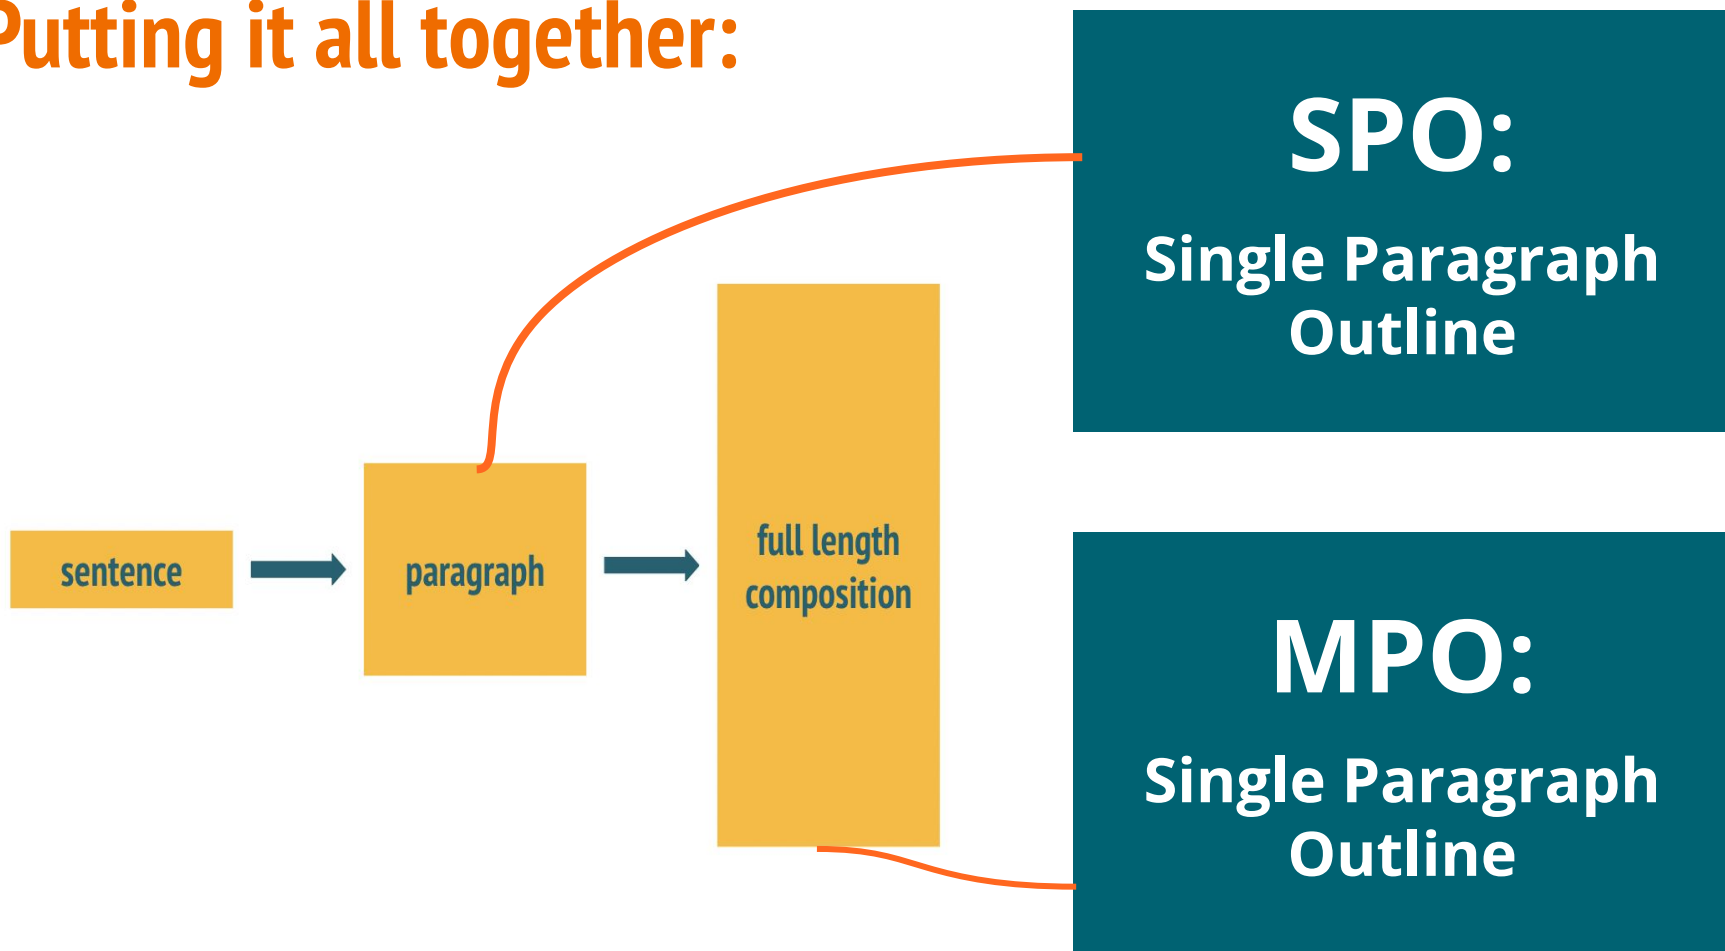 Putting it all together:
SPO:
Single Paragraph
Outline
sentence
paragraph
full length
composition
MPO:
Single Paragraph
Outline